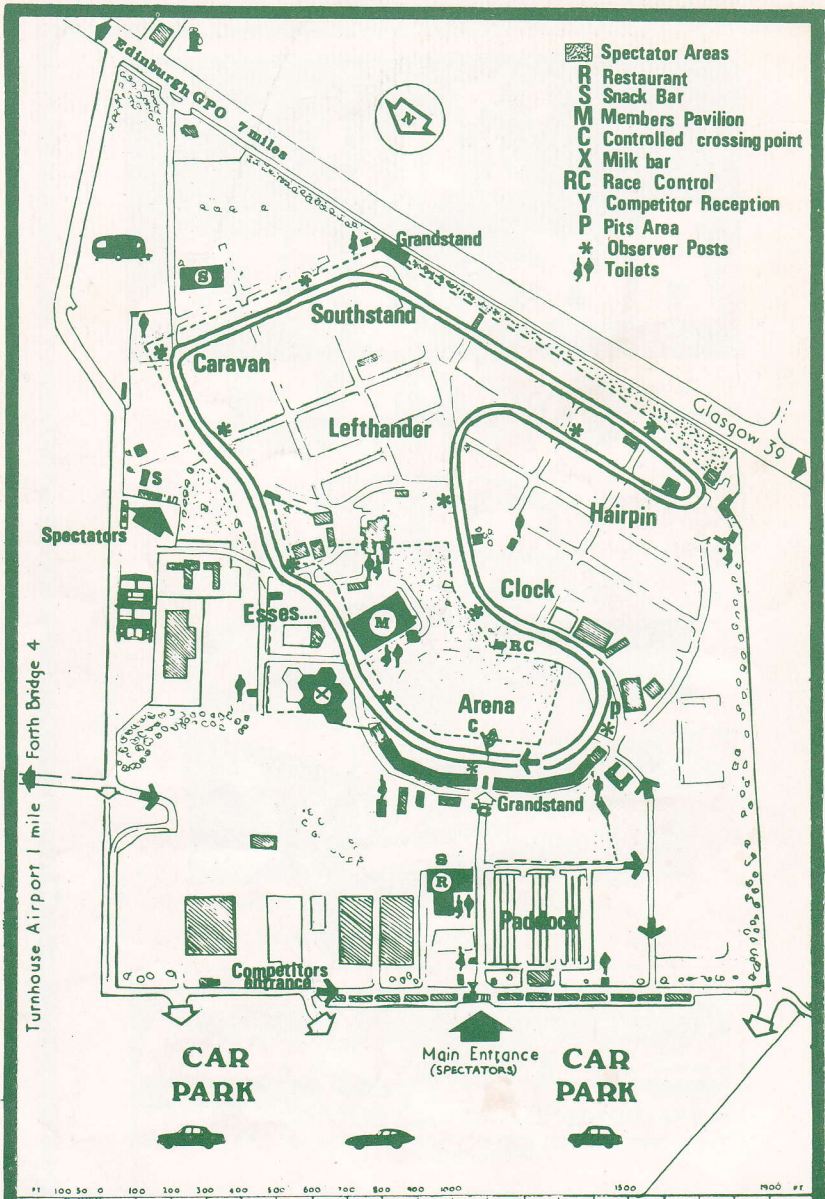 Edinburgh GPO 7 miles
N
Spectator Areas
R Restaurant
S Snack Bar
M Members Pavilion
C Controlled crossing point
X Milk bar
RC Race Control
Y Competitor Reception
P Pits Area
* Observer Posts
Toilets
Grandstand
S
Southstand
Caravan
Lefthander
Glasgow 39
S
Hairpin
Spectators
Clock
Esses....
M
RC
X
Arena
C
P
Grandstand
Turnhouse Airport 1 mile Forth Bridge 4
S
R
Paddock
Competitors
entrance
Main Entrance
(SPECTATORS)
CAR
PARK
CAR
PARK
FT 100 50 0 100 200 300 400 500 600 700 800 900 1000 1500 1900 FT